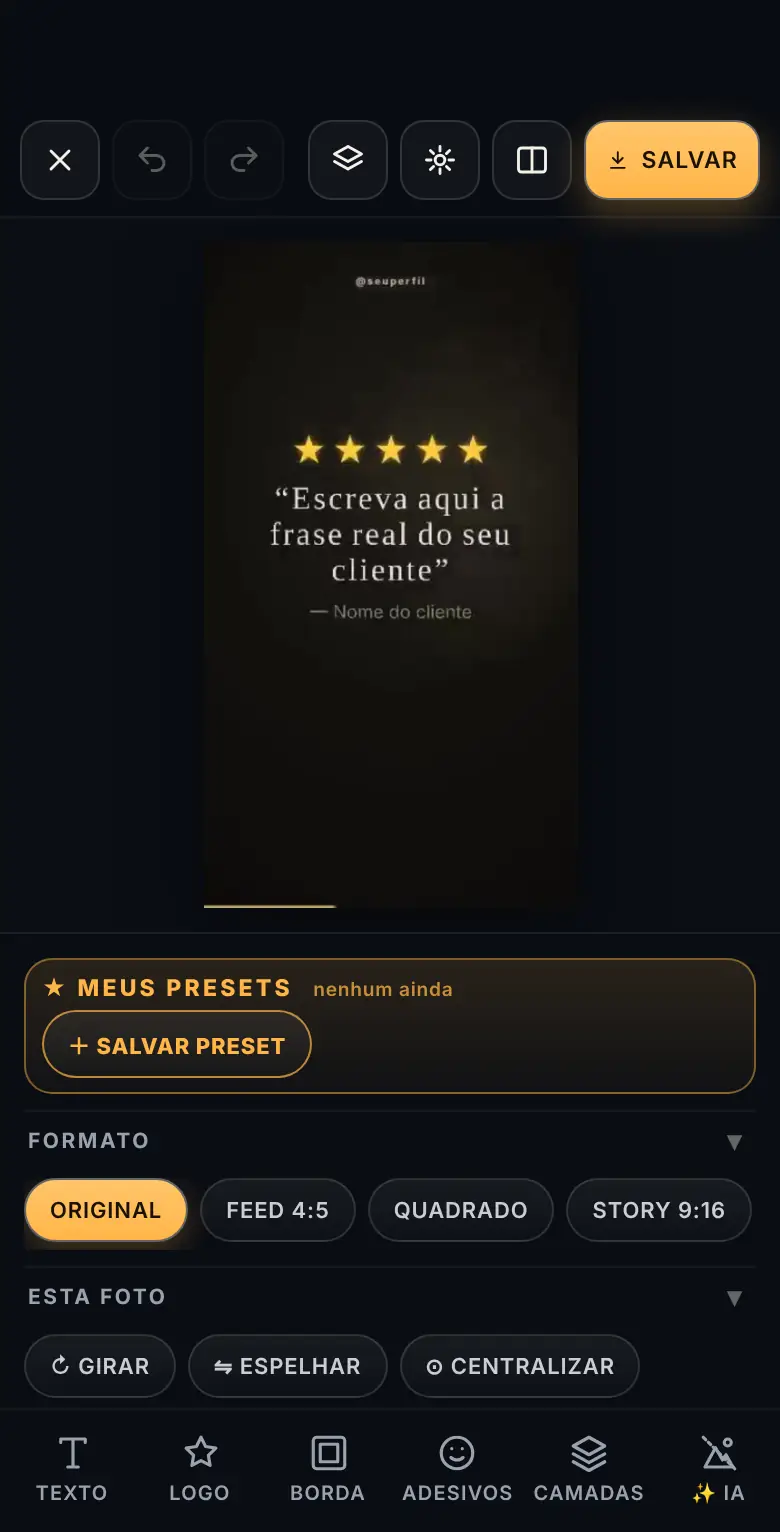 SALVAR
@seuperfil
★★★★★
“Escreva aqui a
frase real do seu
cliente”
— Nome do cliente
★ MEUS PRESETS nenhum ainda
+ SALVAR PRESET
FORMATO ▼
ORIGINAL FEED 4:5 QUADRADO STORY 9:16
ESTA FOTO ▼
↻ GIRAR ⇋ ESPELHAR ⊙ CENTRALIZAR
TEXTO LOGO BORDA ADESIVOS CAMADAS ✨ IA